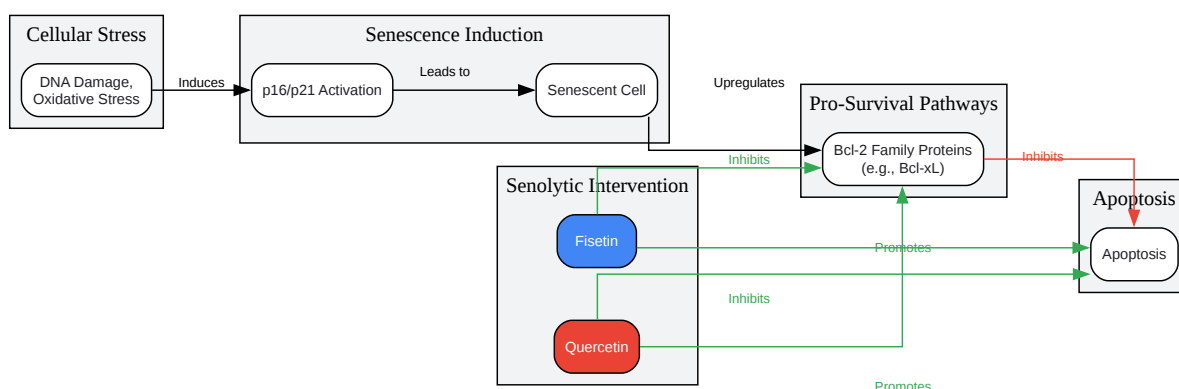 Cellular Stress
DNA Damage,
Oxidative Stress
Induces
Senescence Induction
p16/p21 Activation
Leads to
Senescent Cell
Upregulates
Pro-Survival Pathways
Bcl-2 Family Proteins
(e.g., Bcl-xL)
Inhibits
Inhibits
Senolytic Intervention
Fisetin
Promotes
Apoptosis
Apoptosis
Inhibits
Quercetin
Promotes